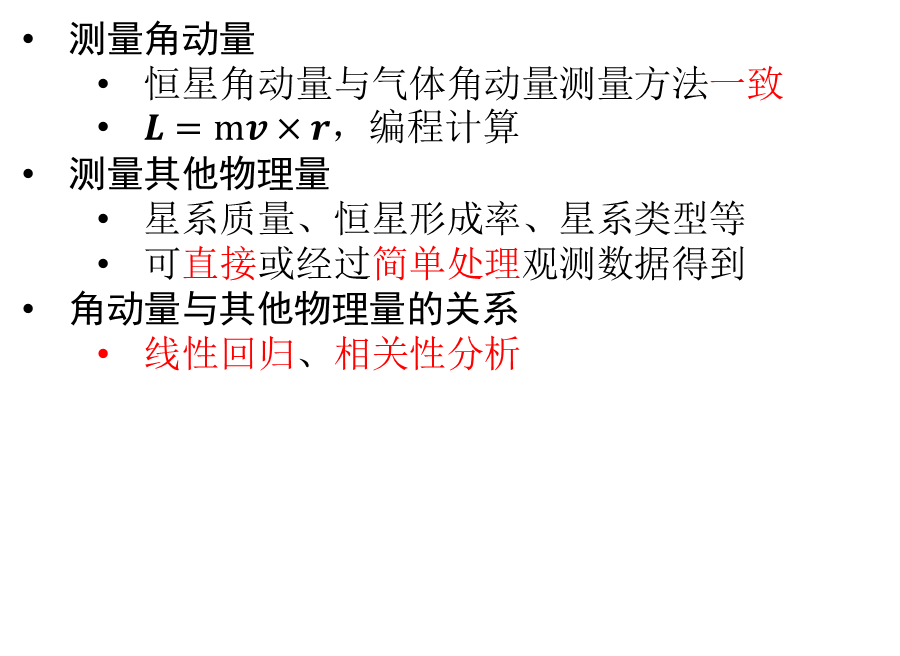 • 测量角动量
• 恒星角动量与气体角动量测量方法一致
• L = mv × r，编程计算
• 测量其他物理量
• 星系质量、恒星形成率、星系类型等
• 可直接或经过简单处理观测数据得到
• 角动量与其他物理量的关系
• 线性回归、相关性分析